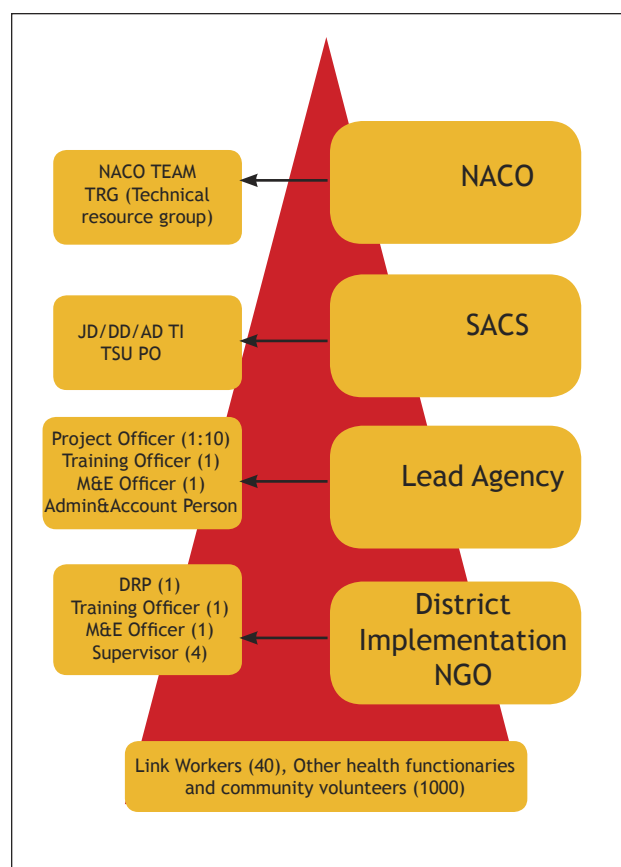 NACO TEAM
TRG (Technical
resource group)
NACO
JD/DD/AD TI
TSU PO
SACS
Project Officer (1:10)
Training Officer (1)
M&E Officer (1)
Admin&Account Person
Lead Agency
DRP (1)
Training Officer (1)
M&E Officer (1)
Supervisor (4)
District
Implementation
NGO
Link Workers (40), Other health functionaries
and community volunteers (1000)